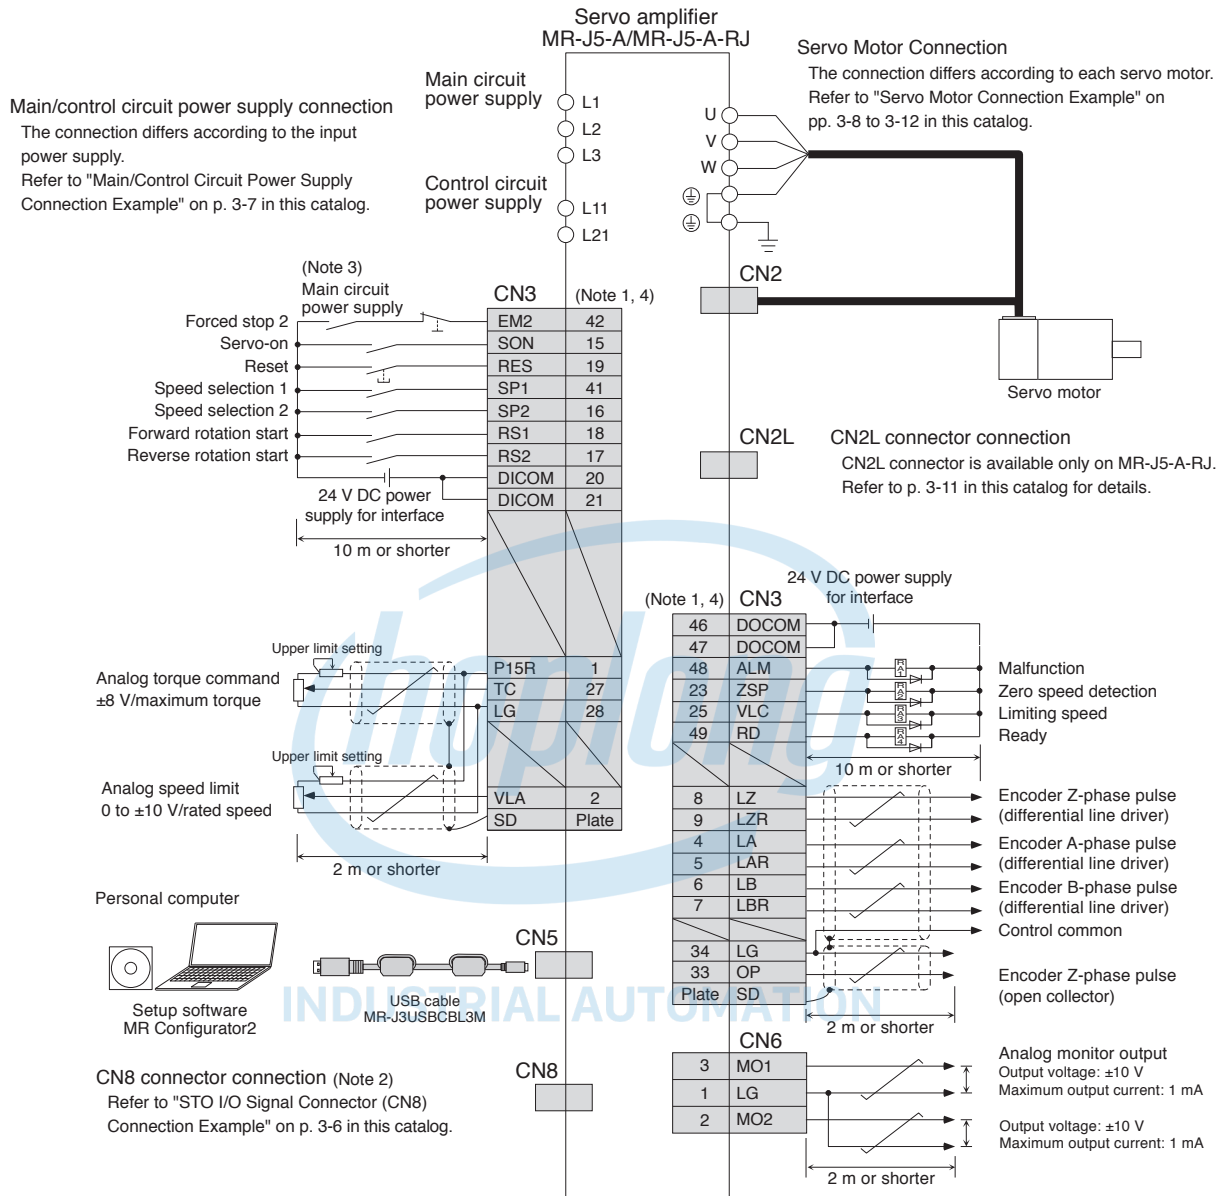 Servo amplifier
MR-J5-A/MR-J5-A-RJ
Main/control circuit power supply connection
The connection differs according to the input
power supply.
Refer to "Main/Control Circuit Power Supply
Connection Example" on p. 3-7 in this catalog.
Main circuit
power supply
L1
L2
L3
Control circuit
power supply
L11
L21
U
V
W
Servo Motor Connection
The connection differs according to each servo motor.
Refer to "Servo Motor Connection Example" on
pp. 3-8 to 3-12 in this catalog.
CN2
Servo motor
CN2L
CN2L connector connection
CN2L connector is available only on MR-J5-A-RJ.
Refer to p. 3-11 in this catalog for details.
(Note 3)
Main circuit
power supply
CN3 (Note 1, 4)
Forced stop 2 EM2 42
Servo-on SON 15
Reset RES 19
Speed selection 1 SP1 41
Speed selection 2 SP2 16
Forward rotation start RS1 18
Reverse rotation start RS2 17
DICOM 20
DICOM 21
24 V DC power
supply for interface
10 m or shorter
Upper limit setting
Analog torque command
±8 V/maximum torque
P15R 1
TC 27
LG 28
Upper limit setting
Analog speed limit
0 to ±10 V/rated speed
VLA 2
SD Plate
2 m or shorter
24 V DC power supply
for interface
(Note 1, 4) CN3
46 DOCOM
47 DOCOM
48 ALM RA1 Malfunction
23 ZSP RA2 Zero speed detection
25 VLC RA3 Limiting speed
49 RD RA4 Ready
10 m or shorter
8 LZ Encoder Z-phase pulse
9 LZR (differential line driver)
4 LA Encoder A-phase pulse
5 LAR (differential line driver)
6 LB Encoder B-phase pulse
7 LBR (differential line driver)
Control common
34 LG
33 OP Encoder Z-phase pulse
(open collector)
Plate SD
2 m or shorter
Personal computer
Setup software
MR Configurator2
USB cable
MR-J3USBCBL3M
CN5
CN8 connector connection (Note 2)
Refer to "STO I/O Signal Connector (CN8)
Connection Example" on p. 3-6 in this catalog.
CN8
CN6
3 MO1
1 LG
2 MO2
Analog monitor output
Output voltage: ±10 V
Maximum output current: 1 mA
Output voltage: ±10 V
Maximum output current: 1 mA
2 m or shorter
hoplong
INDUSTRIAL AUTOMATION